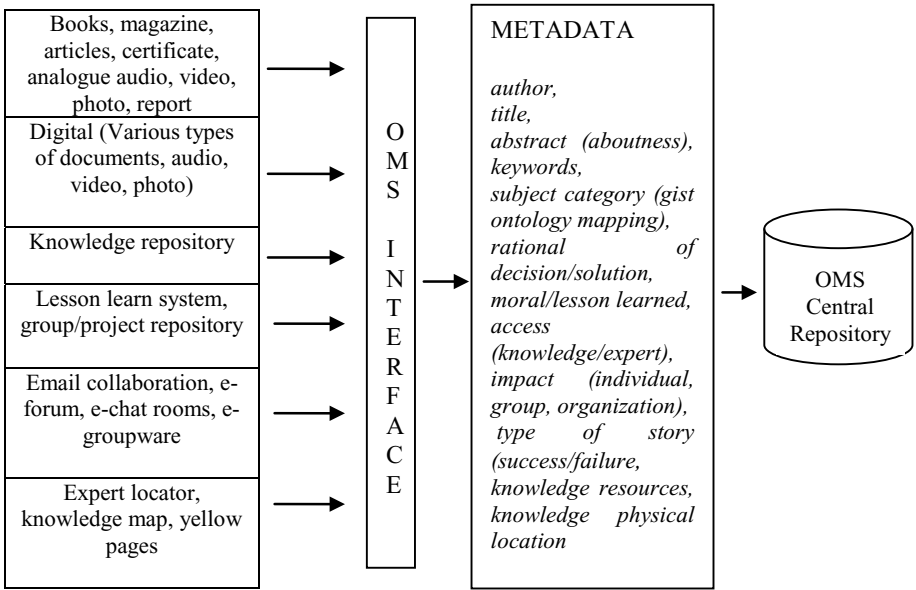 Books, magazine,
articles, certificate,
analogue audio, video,
photo, report
Digital (Various types
of documents, audio,
video, photo)
Knowledge repository
Lesson learn system,
group/project repository
Email collaboration, e-
forum, e-chat rooms, e-
groupware
Expert locator,
knowledge map, yellow
pages
O
M
S
I
N
T
E
R
F
A
C
E
METADATA
author,
title,
abstract (aboutness),
keywords,
subject category (gist
ontology mapping),
rational of
decision/solution,
moral/lesson learned,
access
(knowledge/expert),
impact (individual,
group, organization),
type of story
(success/failure,
knowledge resources,
knowledge physical
location
OMS
Central
Repository